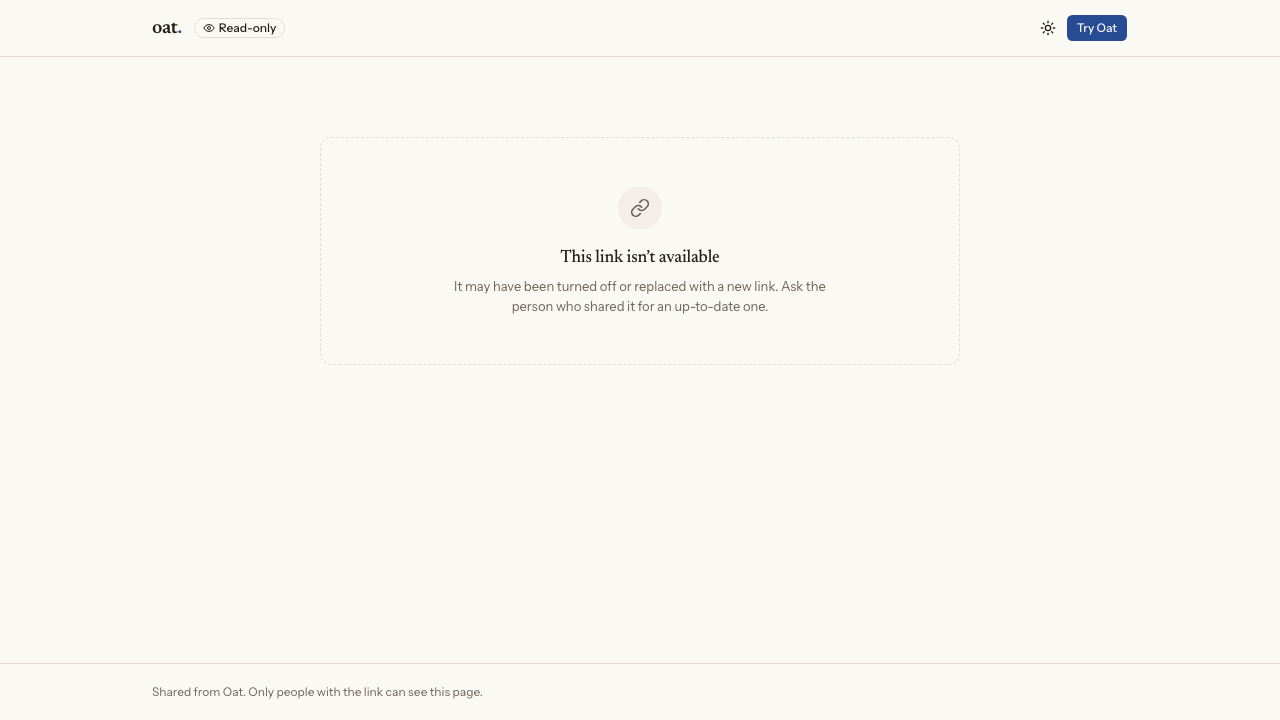 oat.
Read-only
Try Oat
This link isn’t available
It may have been turned off or replaced with a new link. Ask the
person who shared it for an up-to-date one.
Shared from Oat. Only people with the link can see this page.